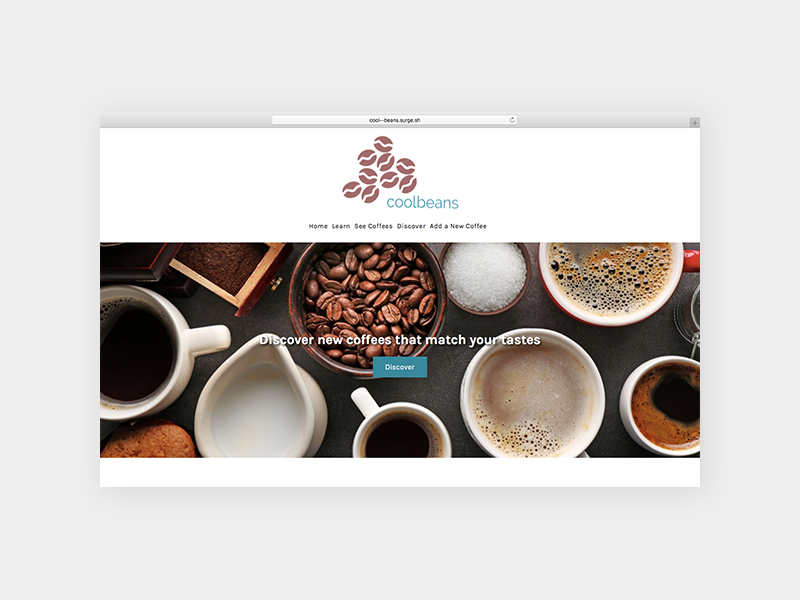 cool--beans.surge.sh
coolbeans
Home Learn See Coffees Discover Add a New Coffee
Discover new coffees that match your tastes
Discover